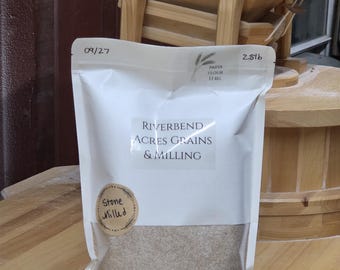 09/27
2.5lb
Riverbend
Acres Grains
& Milling
Stone
Milled